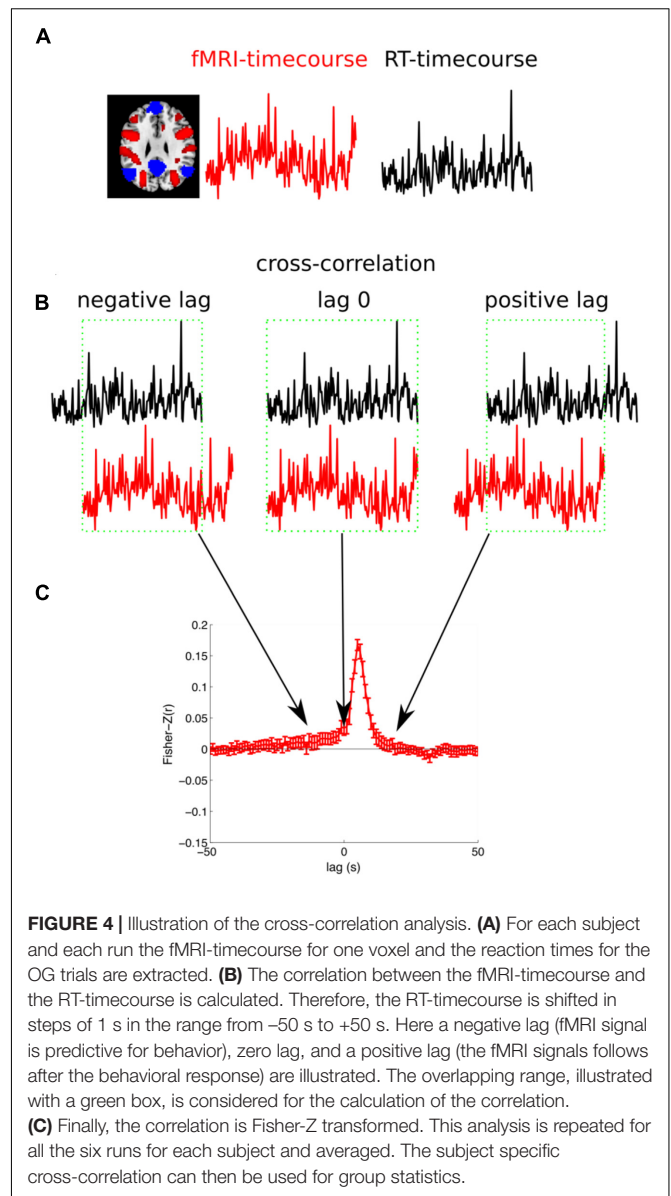 A
fMRI-timecourse RT-timecourse
cross-correlation
B negative lag lag 0 positive lag
C
0.2
0.15
0.1
0.05
0
−0.05
−0.1
−0.15
Fisher−Z(r)
−50 0 50
lag (s)
FIGURE 4 | Illustration of the cross-correlation analysis. (A) For each subject
and each run the fMRI-timecourse for one voxel and the reaction times for the
OG trials are extracted. (B) The correlation between the fMRI-timecourse and
the RT-timecourse is calculated. Therefore, the RT-timecourse is shifted in
steps of 1 s in the range from –50 s to +50 s. Here a negative lag (fMRI signal
is predictive for behavior), zero lag, and a positive lag (the fMRI signals follows
after the behavioral response) are illustrated. The overlapping range, illustrated
with a green box, is considered for the calculation of the correlation.
(C) Finally, the correlation is Fisher-Z transformed. This analysis is repeated for
all the six runs for each subject and averaged. The subject specific
cross-correlation can then be used for group statistics.